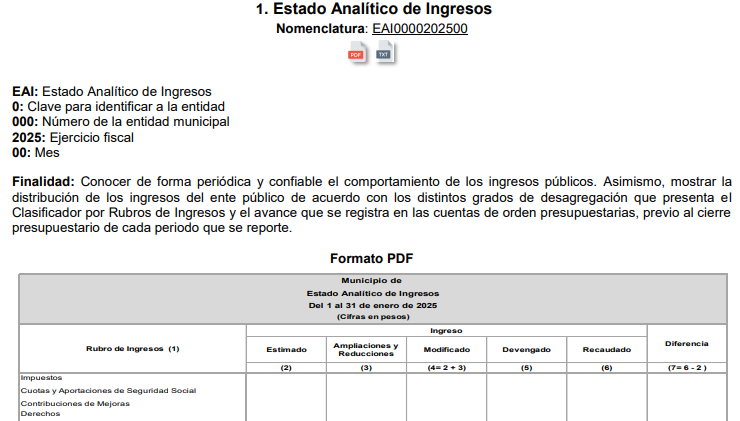 1. Estado Analítico de Ingresos
Nomenclatura: EAI0000202500
PDF TXT
EAI: Estado Analítico de Ingresos
0: Clave para identificar a la entidad
000: Número de la entidad municipal
2025: Ejercicio fiscal
00: Mes
Finalidad: Conocer de forma periódica y confiable el comportamiento de los ingresos públicos. Asimismo, mostrar la
distribución de los ingresos del ente público de acuerdo con los distintos grados de desagregación que presenta el
Clasificador por Rubros de Ingresos y el avance que se registra en las cuentas de orden presupuestarias, previo al cierre
presupuestario de cada periodo que se reporte.
Formato PDF
Municipio de
Estado Analítico de Ingresos
Del 1 al 31 de enero de 2025
(Cifras en pesos)
Rubro de Ingresos (1)
Ingreso
Diferencia
Estimado
Ampliaciones y
Reducciones
Modificado
Devengado
Recaudado
(2) (3) (4= 2 + 3) (5) (6) (7= 6 - 2 )
Impuestos
Cuotas y Aportaciones de Seguridad Social
Contribuciones de Mejoras
Derechos